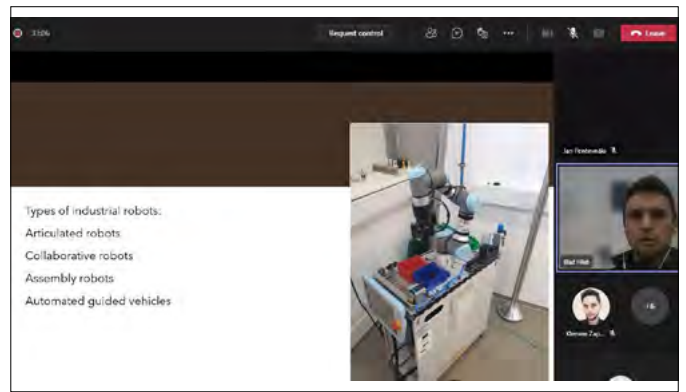 Request control
Leave
Types of industrial robots:
Articulated robots
Collaborative robots
Assembly robots
Automated guided vehicles